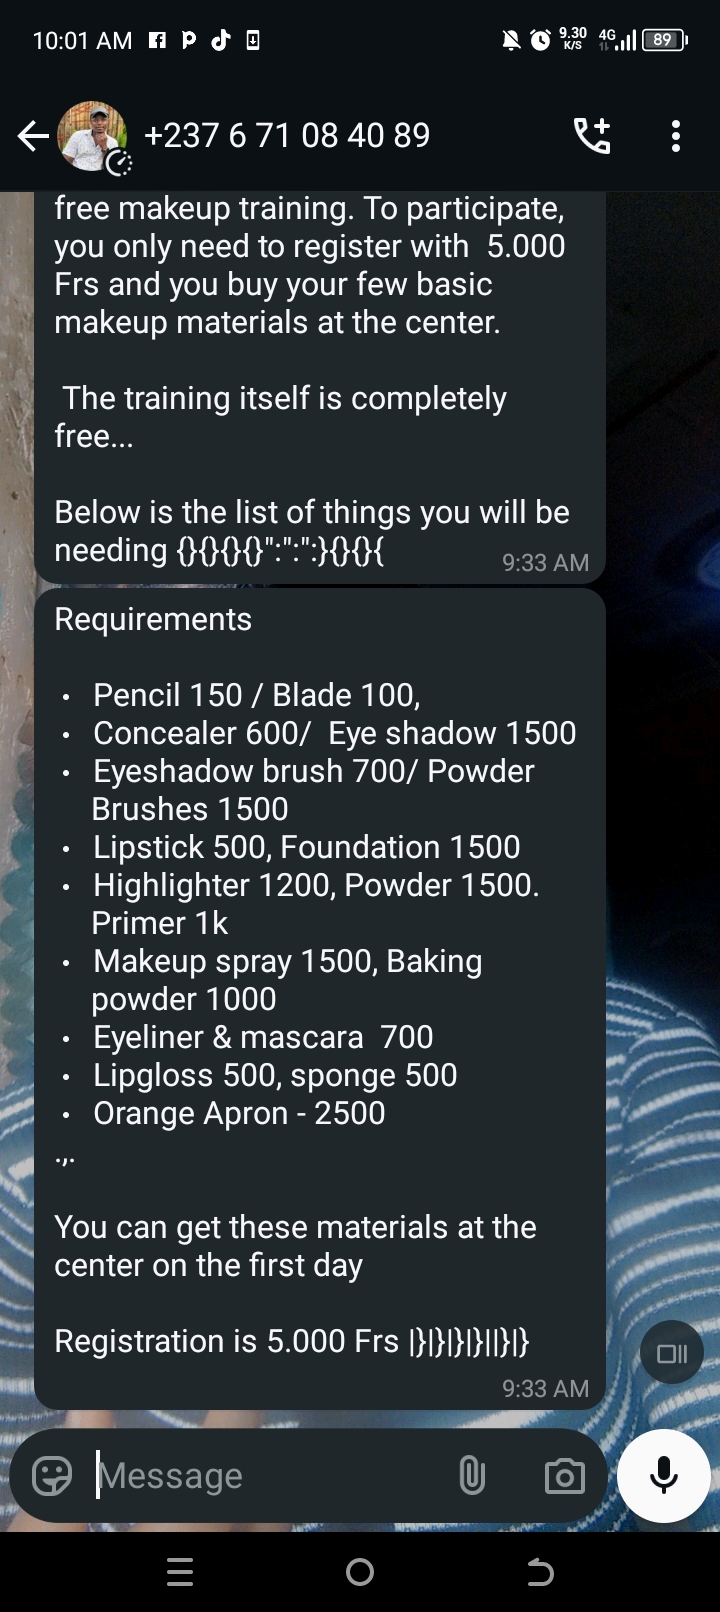 10:01 AM
9.30
K/S
4G
89
+237 6 71 08 40 89
free makeup training. To participate,
you only need to register with  5.000
Frs and you buy your few basic
makeup materials at the center.
The training itself is completely
free...
Below is the list of things you will be
needing {}{}{}{}":":":}{}{}{
9:33 AM
Requirements
• Pencil 150 / Blade 100,
• Concealer 600/  Eye shadow 1500
• Eyeshadow brush 700/ Powder
Brushes 1500
• Lipstick 500, Foundation 1500
• Highlighter 1200, Powder 1500.
Primer 1k
• Makeup spray 1500, Baking
powder 1000
• Eyeliner & mascara  700
• Lipgloss 500, sponge 500
• Orange Apron - 2500
.,.
You can get these materials at the
center on the first day
Registration is 5.000 Frs |}|}|}|}||}|}
9:33 AM
Message